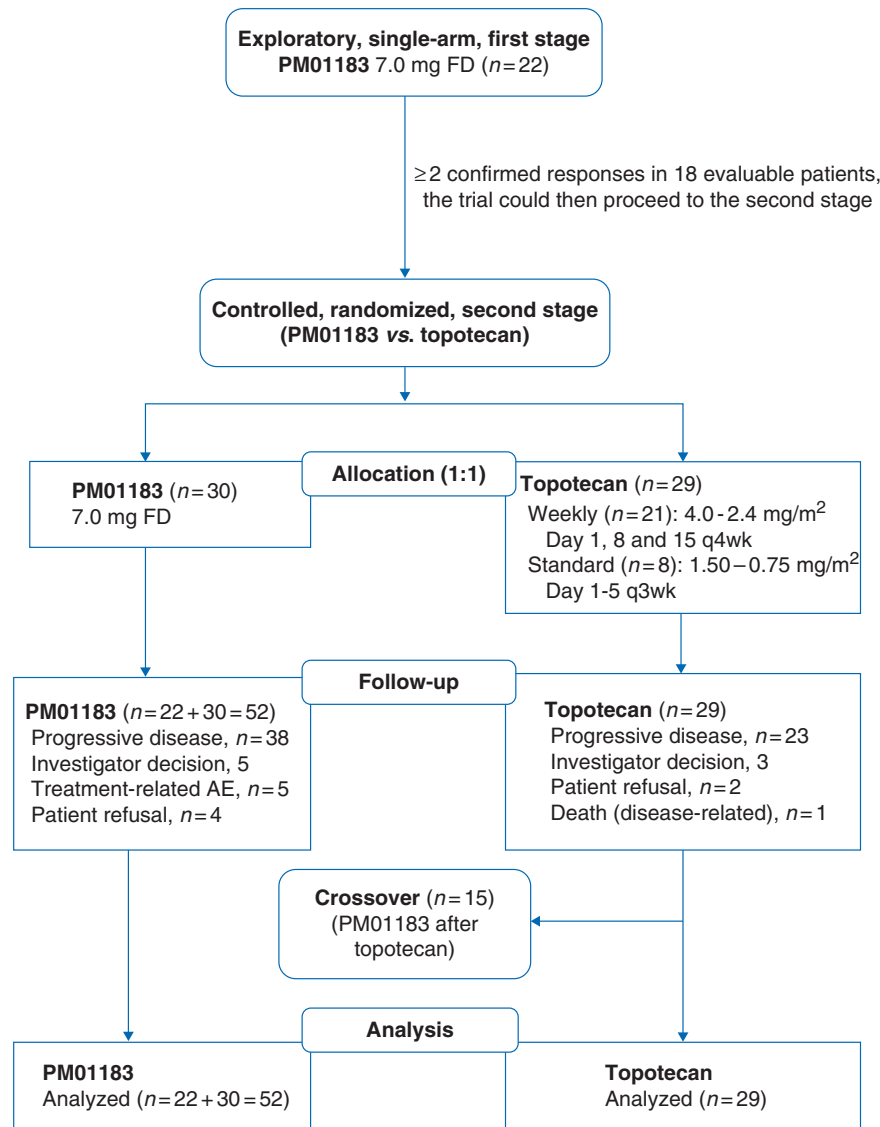 Exploratory, single-arm, first stage
PM01183 7.0 mg FD (n=22)
≥2 confirmed responses in 18 evaluable patients,
the trial could then proceed to the second stage
Controlled, randomized, second stage
(PM01183 vs. topotecan)
Allocation (1:1)
PM01183 (n=30)
7.0 mg FD
Topotecan (n=29)
Weekly (n=21): 4.0-2.4 mg/m²
Day 1, 8 and 15 q4wk
Standard (n=8): 1.50–0.75 mg/m²
Day 1-5 q3wk
Follow-up
PM01183 (n=22+30=52)
Progressive disease, n=38
Investigator decision, 5
Treatment-related AE, n=5
Patient refusal, n=4
Topotecan (n=29)
Progressive disease, n=23
Investigator decision, 3
Patient refusal, n=2
Death (disease-related), n=1
Crossover (n=15)
(PM01183 after
topotecan)
Analysis
PM01183
Analyzed (n=22+30=52)
Topotecan
Analyzed (n=29)